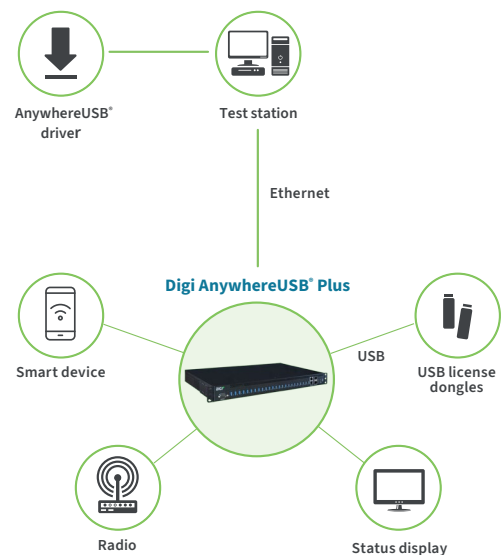 AnywhereUSB®
driver
Test station
Ethernet
Digi AnywhereUSB® Plus
Smart device
USB
USB license
dongles
Radio
Status display